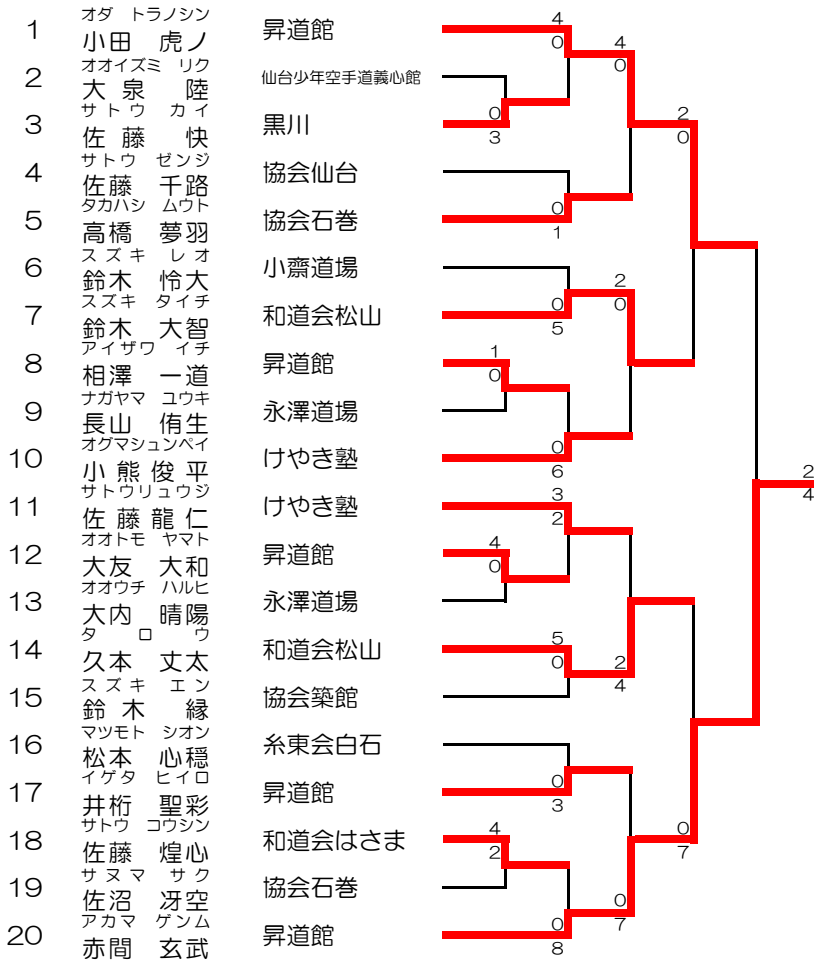 オダ トラノシン
1 小田 虎ノ 昇道館
オオイズミ リク
2 大泉 陸 仙台少年空手道義心館
サトウ カイ
3 佐藤 快 黒川
サトウ ゼンジ
4 佐藤 千路 協会仙台
タカハシ ムウト
5 高橋 夢羽 協会石巻
スズキ レオ
6 鈴木 怜大 小齋道場
スズキ タイチ
7 鈴木 大智 和道会松山
アイザワ イチ
8 相澤 一道 昇道館
ナガヤマ ユウキ
9 長山 侑生 永澤道場
オグマシュンペイ
10 小熊俊平 けやき塾
サトウリュウジ
11 佐藤龍仁 けやき塾
オオトモ ヤマト
12 大友 大和 昇道館
オオウチ ハルヒ
13 大内 晴陽 永澤道場
タロウ
14 久本 丈太 和道会松山
スズキ エン
15 鈴木 縁 協会築館
マツモト シオン
16 松本 心穏 糸東会白石
イゲタ ヒイロ
17 井桁 聖彩 昇道館
サトウ コウシン
18 佐藤 煌心 和道会はさま
サヌマ サク
19 佐沼 冴空 協会石巻
アカマ ゲンム
20 赤間 玄武 昇道館
4
0
0
3
4
0
0
1
2
0
0
5
2
0
1
0
0
6
3
2
4
0
5
0
2
4
0
3
4
2
0
8
0
7
0
7
2
4